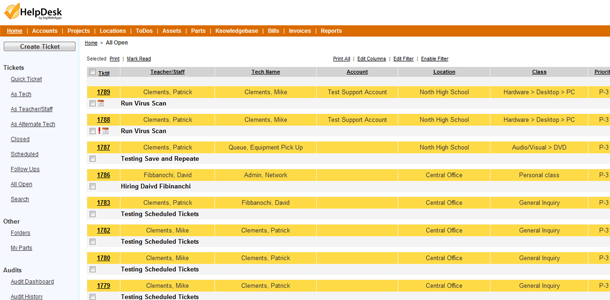 HelpDesk
by bigWebApps
Home | Accounts | Projects | Locations | ToDos | Assets | Parts | Knowledgebase | Bills | Invoices | Reports
Create Ticket
Home » All Open
Tickets
Quick Ticket
As Tech
As Teacher/Staff
As Alternate Tech
Closed
Scheduled
Follow Ups
All Open
Search
Other
Folders
My Parts
Audits
Audit Dashboard
Audit History
Selected: Print | Mark Read Print All | Edit Columns | Edit Filter | Enable Filter
Tkt# Teacher/Staff Tech Name Account Location Class Priorit
1789 Clements, Patrick Clements, Mike Test Support Account North High School Hardware > Desktop > PC P-3
Run Virus Scan
1788 Clements, Patrick Clements, Mike Test Support Account North High School Hardware > Desktop > PC P-3
Run Virus Scan
1787 Clements, Patrick Queue, Equipment Pick Up North High School Audio/Visual > DVD P-3
Testing Save and Repeate
1786 Fibbanochi, David Admin, Network Central Office Personal class P-3
Hiring Daivd Fibinanchi
1783 Clements, Patrick Fibbanochi, David Central Office General Inquiry P-3
Testing Scheduled Tickets
1782 Clements, Mike Clements, Patrick Central Office General Inquiry P-3
Testing Scheduled Tickets
1780 Clements, Mike Clements, Patrick Central Office General Inquiry P-3
Testing Scheduled Tickets
1779 Clements, Mike Clements, Patrick Central Office General Inquiry P-3
Testing Scheduled Tickets